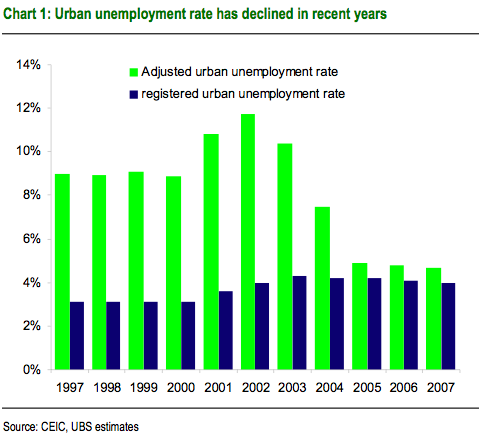 Chart 1: Urban unemployment rate has declined in recent years
14%
12%
10%
8%
6%
4%
2%
0%
Adjusted urban unemployment rate
registered urban unemployment rate
1997 1998 1999 2000 2001 2002 2003 2004 2005 2006 2007
Source: CEIC, UBS estimates